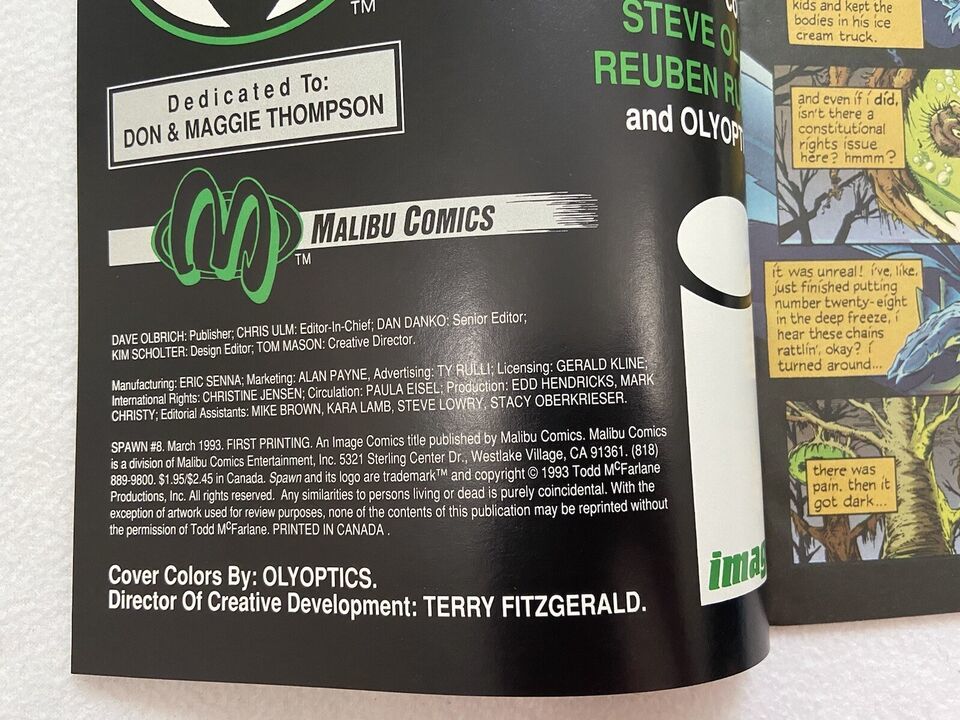 TM
Dedicated To:
DON & MAGGIE THOMPSON
MALIBU COMICS
TM
STEVE
REUBEN
and
DAVE OLBRICH: Publisher; CHRIS ULM: Editor-In-Chief; DAN DANKO: Senior Editor;
KIM SCHOLTER: Design Editor; TOM MASON: Creative Director.
Manufacturing: ERIC SENNA; Marketing: ALAN PAYNE, Advertising: TY RULLI; Licensing: GERALD KLINE;
International Rights: CHRISTINE JENSEN; Circulation: PAULA EISEL; Production: EDD HENDRICKS, MARK
CHRISTY; Editorial Assistants: MIKE BROWN, KARA LAMB, STEVE LOWRY, STACY OBERKRIESER.
SPAWN #8. March 1993. FIRST PRINTING. An Image Comics title published by Malibu Comics. Malibu Comics
is a division of Malibu Comics Entertainment, Inc. 5321 Sterling Center Dr., Westlake Village, CA 91361. (818)
889-9800. $1.95/$2.45 in Canada. Spawn and its logo are trademark™ and copyright © 1993 Todd McFarlane
Productions, Inc. All rights reserved. Any similarities to persons living or dead is purely coincidental. With the
exception of artwork used for review purposes, none of the contents of this publication may be reprinted without
the permission of Todd McFarlane. PRINTED IN CANADA .
Cover Colors By: OLYOPTICS.
Director Of Creative Development: TERRY FITZGERALD.
kids and kept the
bodies in his ice
cream truck.
and even if i did,
isn't there a
constitutional
rights issue
here? hmmm?
it was unreal! i've, like,
just finished putting
number twenty-eight
in the deep freeze, i
hear these chains
rattlin', okay? i
turned around...
there was
pain. then it
got dark...